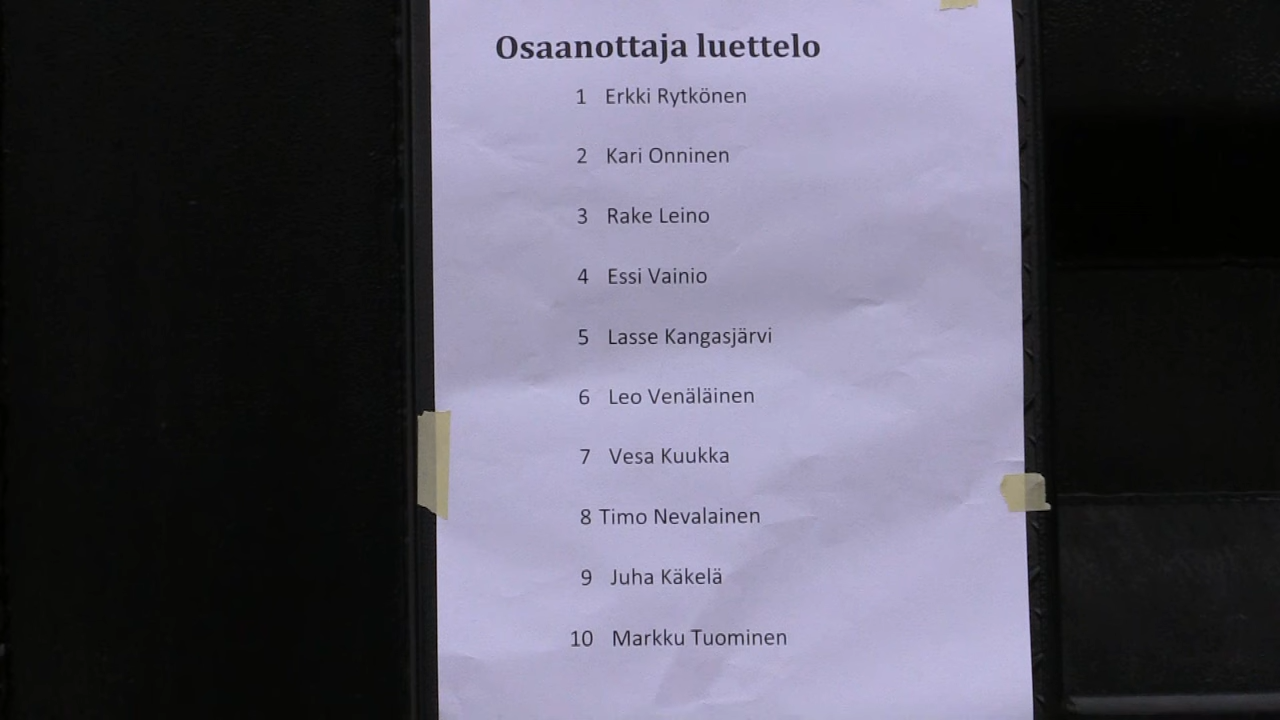 Osaanottaja luettelo
1 Erkki Rytkönen
2 Kari Onninen
3 Rake Leino
4 Essi Vainio
5 Lasse Kangasjärvi
6 Leo Venäläinen
7 Vesa Kuukka
8 Timo Nevalainen
9 Juha Käkelä
10 Markku Tuominen